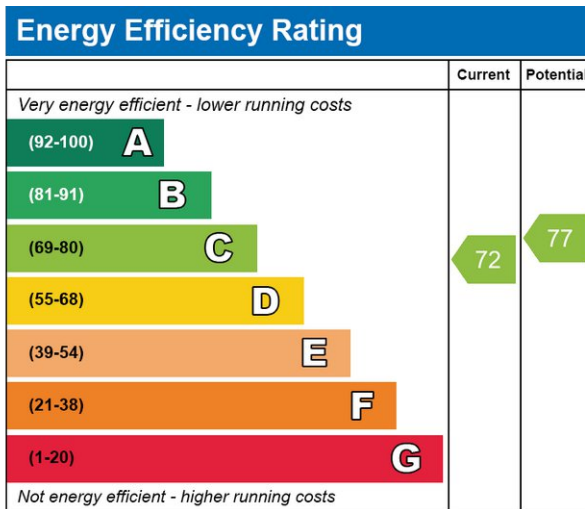 Energy Efficiency Rating
Current Potential
Very energy efficient - lower running costs
(92-100) A
(81-91) B
(69-80) C
72 77
(55-68) D
(39-54) E
(21-38) F
(1-20) G
Not energy efficient - higher running costs